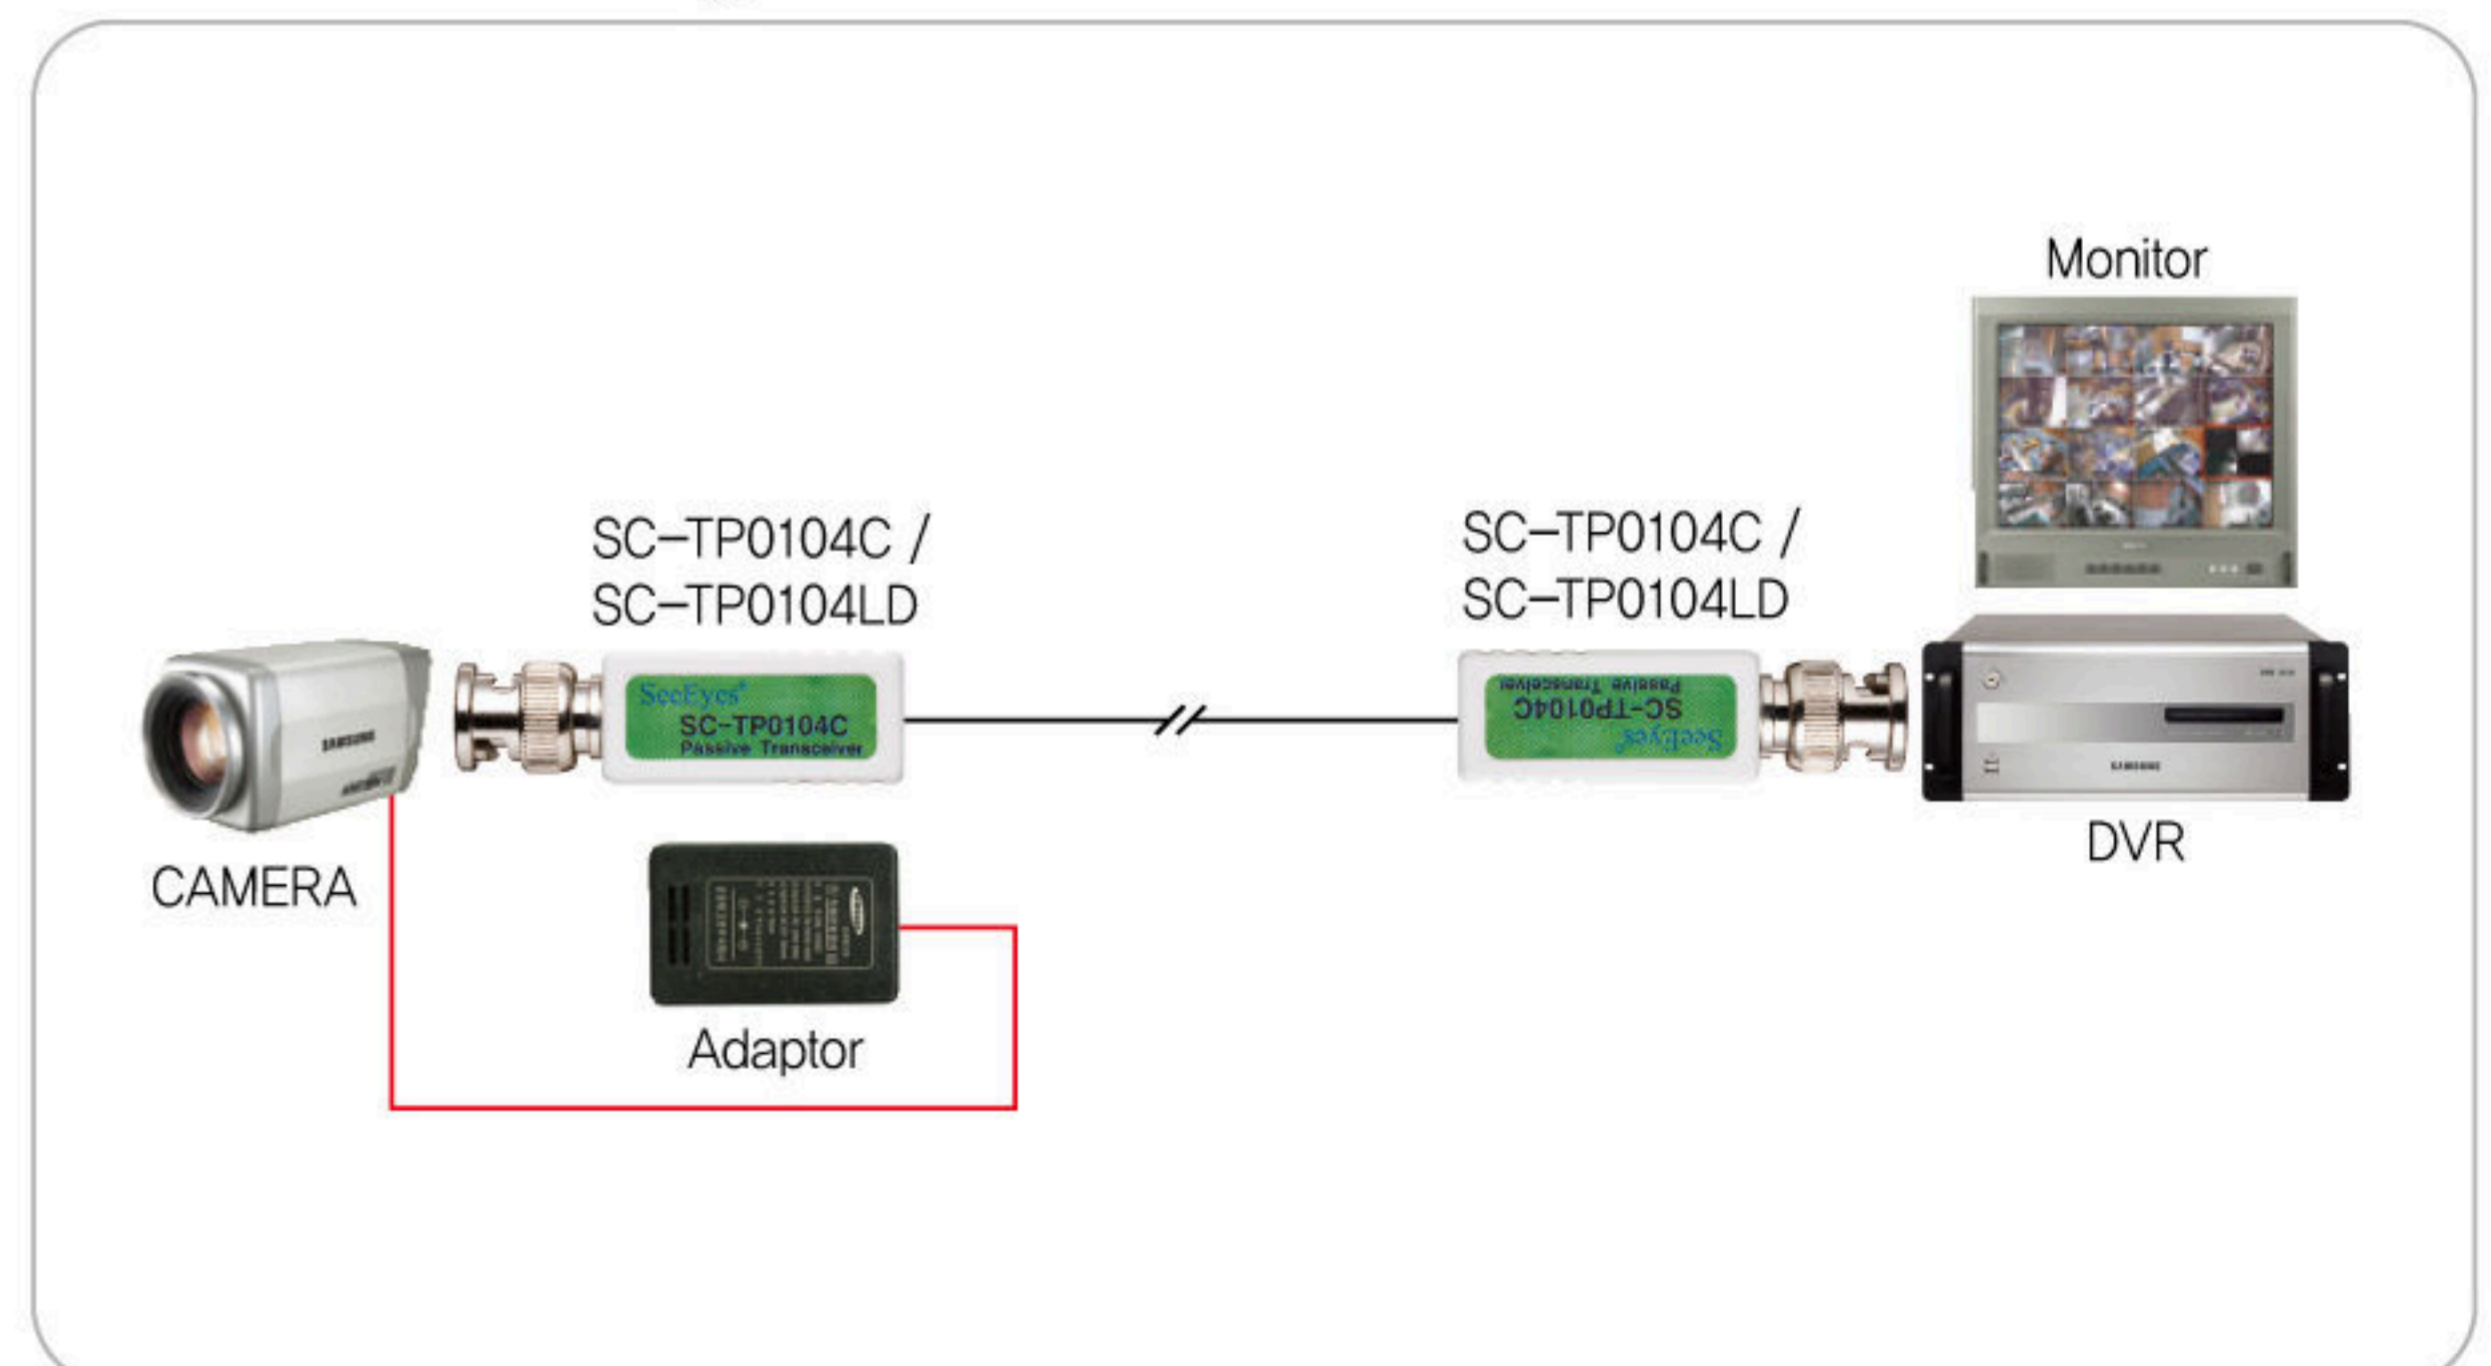 Monitor
SC-TP0104C /
SC-TP0104LD
SC-TP0104C /
SC-TP0104LD
SAMSUNG
SeeEyes®
SC-TP0104C
Passive Transceiver
SeeEyes®
SC-TP0104C
Passive Transceiver
SAMSUNG
CAMERA
DVR
Adaptor